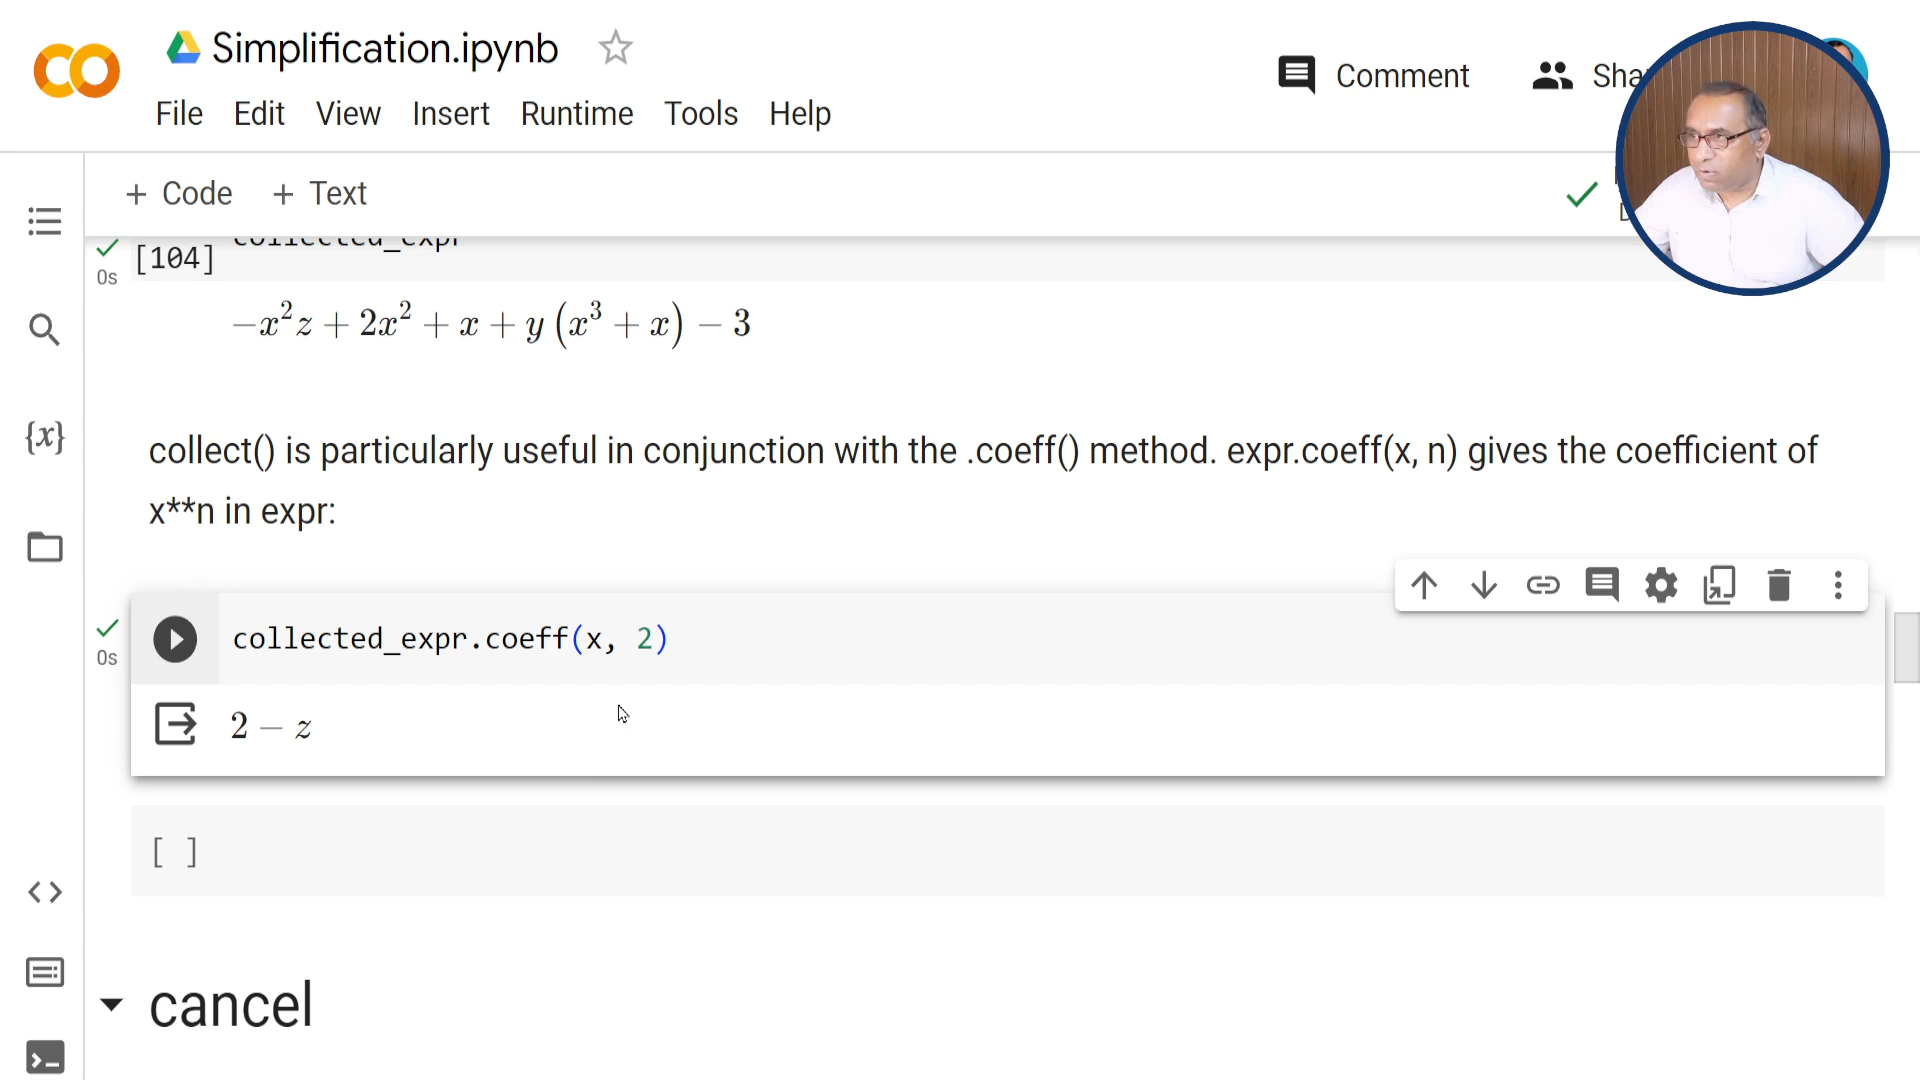 Simplification.ipynb
Comment
File Edit View Insert Runtime Tools Help
+ Code + Text
collected_expr
[104]
0s
−x²z + 2x² + x + y (x³ + x) − 3
collect() is particularly useful in conjunction with the .coeff() method. expr.coeff(x, n) gives the coefficient of
x**n in expr:
collected_expr.coeff(x, 2)
0s
2 − z
[ ]
cancel